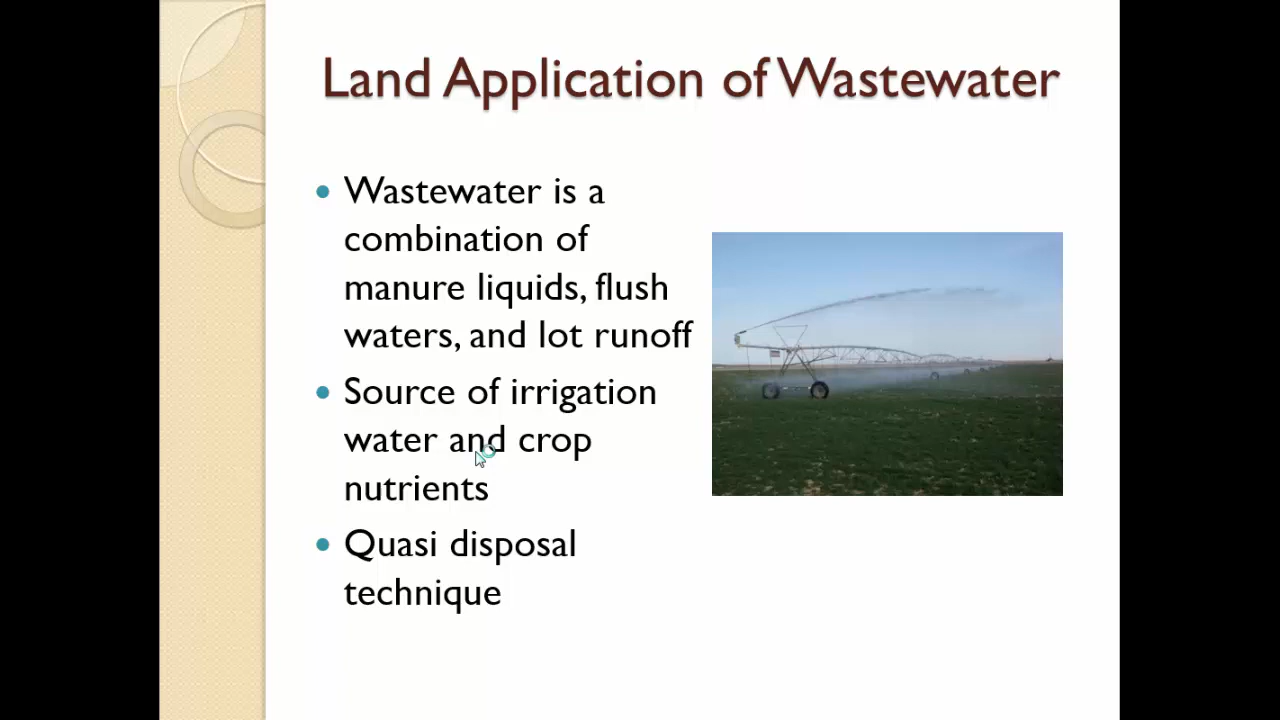 Land Application of Wastewater
Wastewater is a
combination of
manure liquids, flush
waters, and lot runoff
Source of irrigation
water and crop
nutrients
Quasi disposal
technique